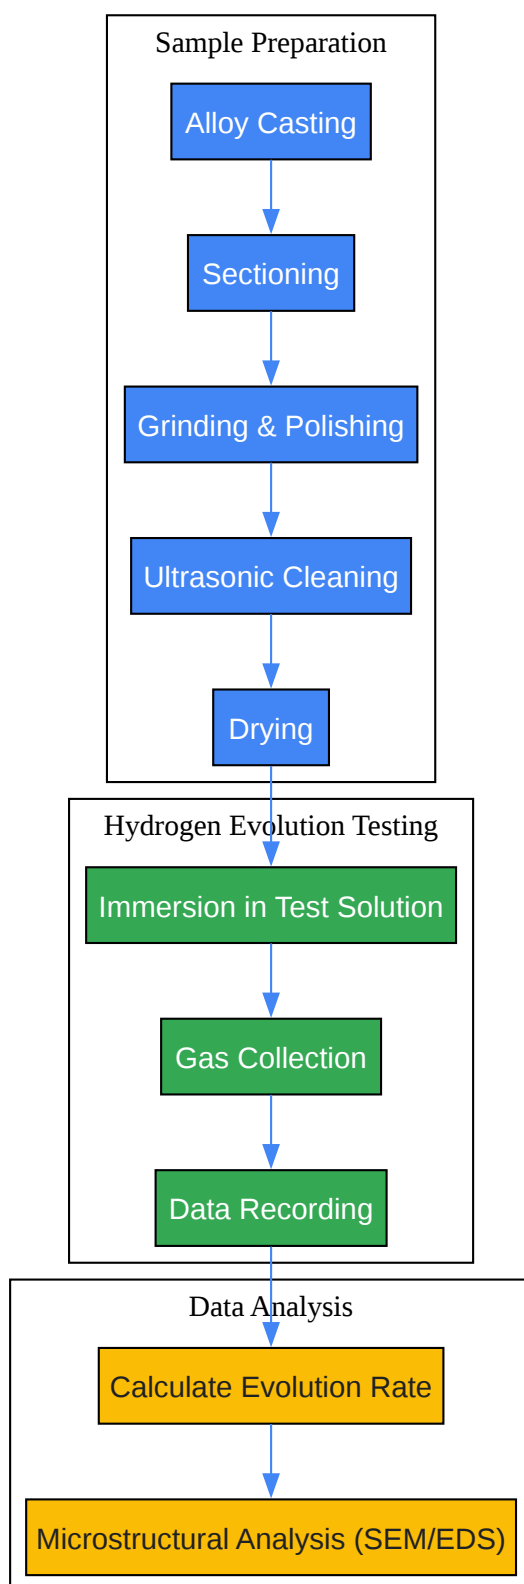 Sample Preparation
Alloy Casting
Sectioning
Grinding & Polishing
Ultrasonic Cleaning
Drying
Hydrogen Evolution Testing
Immersion in Test Solution
Gas Collection
Data Recording
Data Analysis
Calculate Evolution Rate
Microstructural Analysis (SEM/EDS)